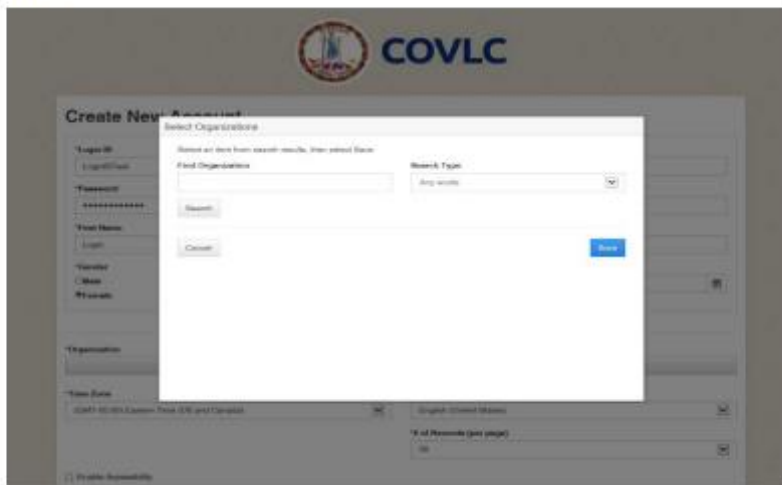 COVLC
Create New Account
Select Organizations
*Login ID
Select an item from search results, then select Save.
Find Organization
Search Type
LoginIDTest
Any words
*Password
Search
*First Name
Login
Cancel
Save
*Gender
Male
Female
*Organization
*Time Zone
(GMT-05:00) Eastern Time (US and Canada)
English (United States)
*# of Records (per page)
Enable Accessibility